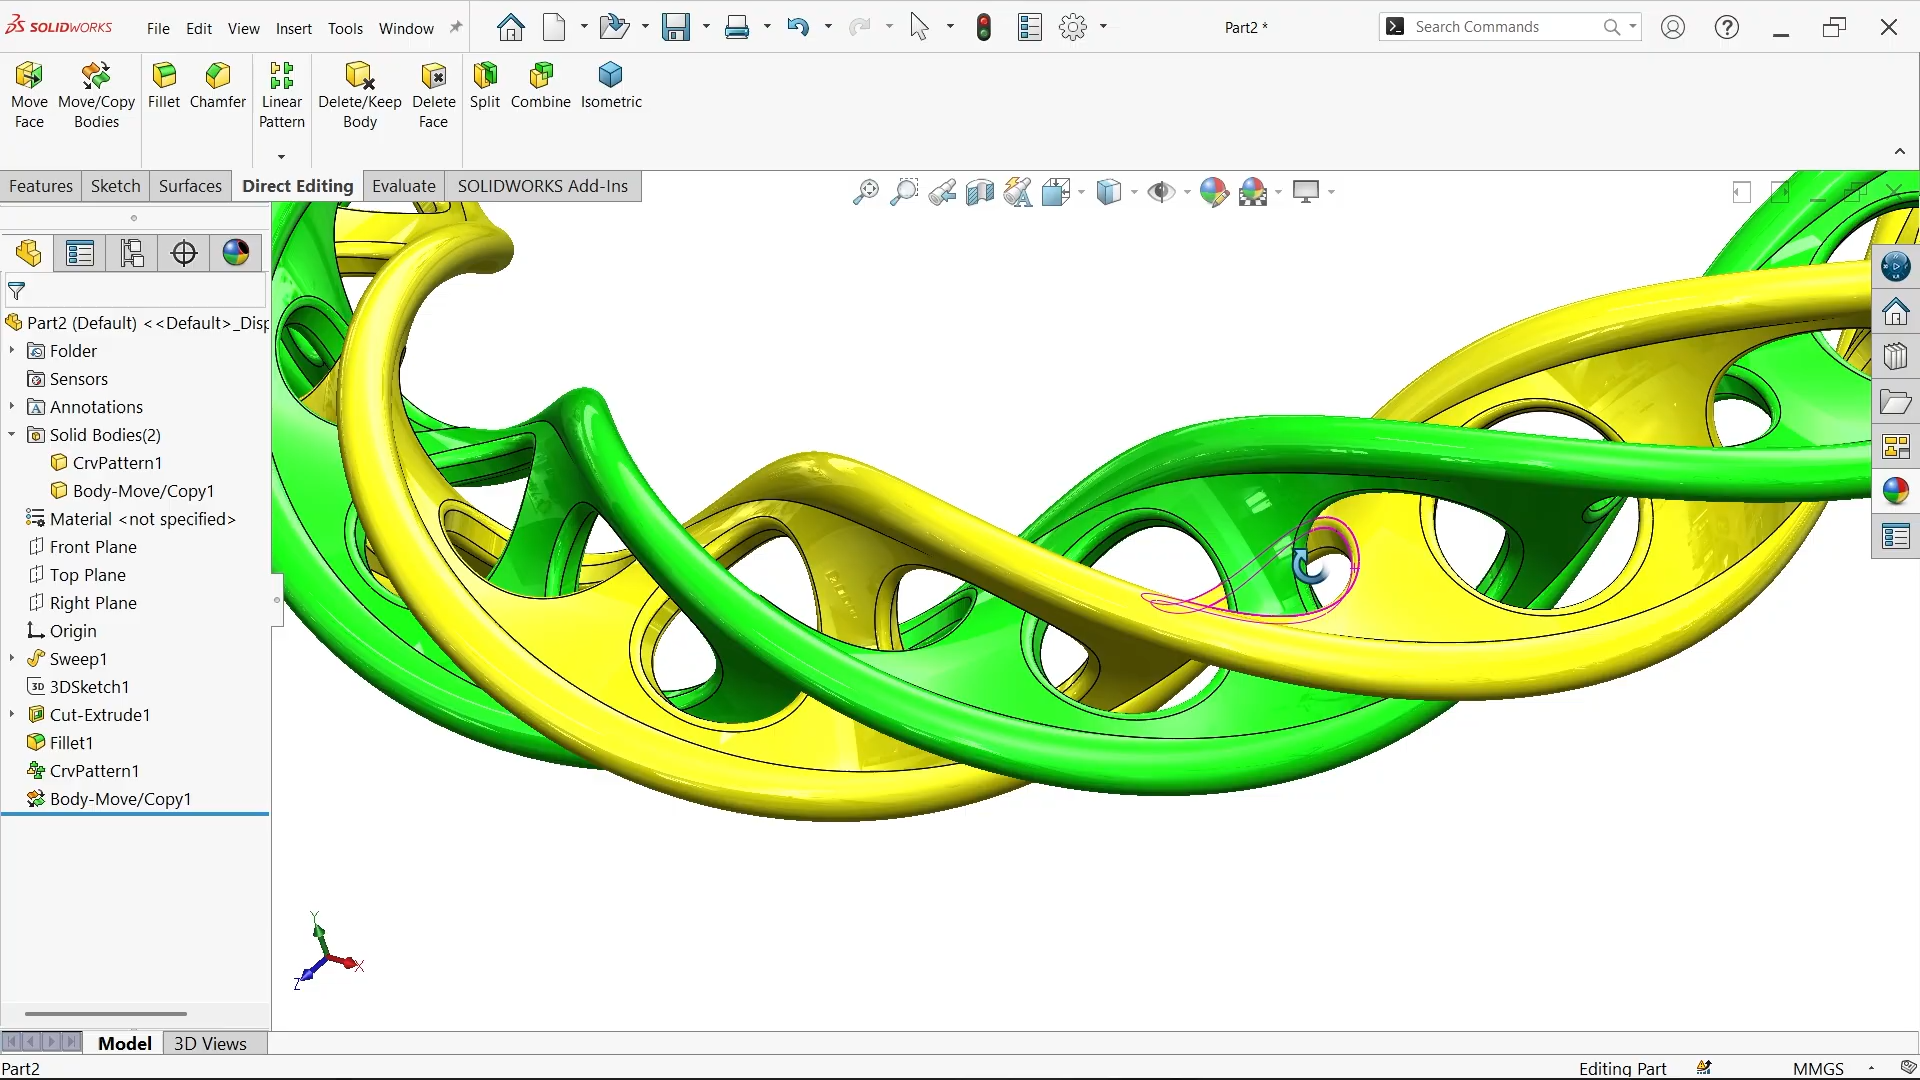 SOLIDWORKS File Edit View Insert Tools Window Part2 * Search Commands
Move Face
Move/Copy Bodies
Fillet
Chamfer
Linear Pattern
Delete/Keep Body
Delete Face
Split
Combine
Isometric
Features Sketch Surfaces Direct Editing Evaluate SOLIDWORKS Add-Ins
Part2 (Default) <<Default>_Disp
Folder
Sensors
Annotations
Solid Bodies(2)
CrvPattern1
Body-Move/Copy1
Material <not specified>
Front Plane
Top Plane
Right Plane
Origin
Sweep1
3D 3DSketch1
Cut-Extrude1
Fillet1
CrvPattern1
Body-Move/Copy1
Y
X
Z
Model 3D Views
Part2 Editing Part MMGS